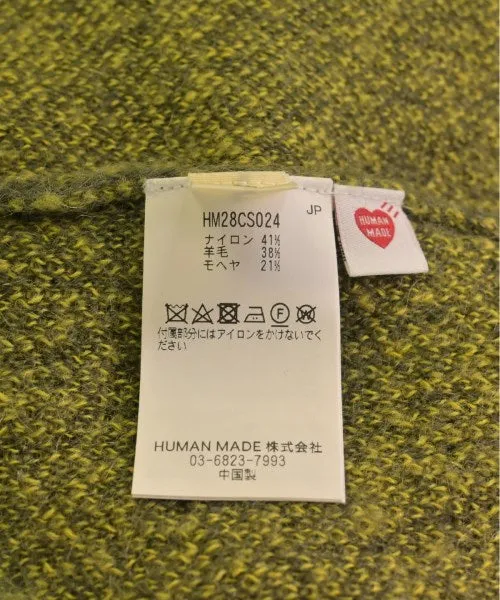 JP
HM28CS024
ナイロン 41%
羊毛 38%
モヘヤ 21%
HUMAN
MADE
F
W
付属部分にはアイロンをかけないでく
ださい
HUMAN MADE 株式会社
03-6823-7993
中国製